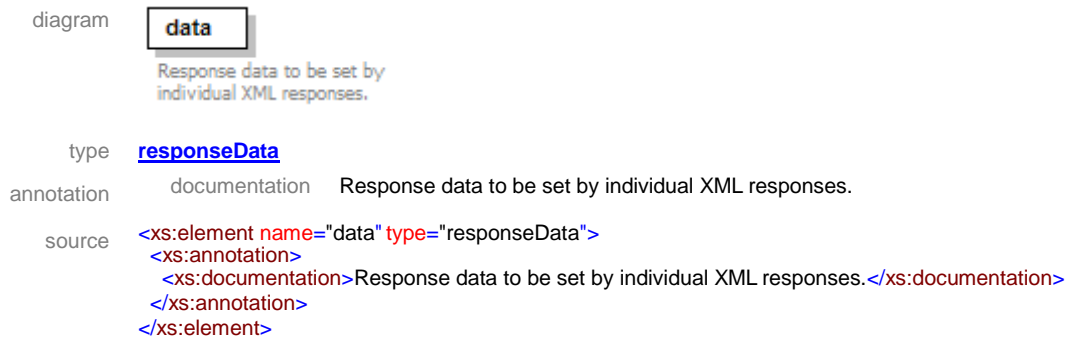 diagram
data
Response data to be set by
individual XML responses.
type responseData
annotation documentation Response data to be set by individual XML responses.
source <xs:element name="data" type="responseData">
<xs:annotation>
<xs:documentation>Response data to be set by individual XML responses.</xs:documentation>
</xs:annotation>
</xs:element>